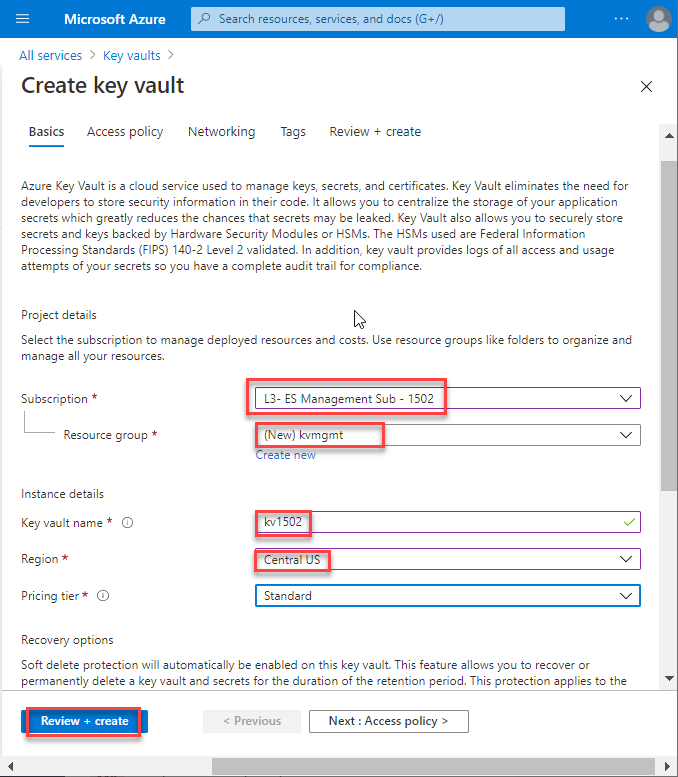 Microsoft Azure
Search resources, services, and docs (G+/)
All services > Key vaults >
Create key vault
Basics Access policy Networking Tags Review + create
Azure Key Vault is a cloud service used to manage keys, secrets, and certificates. Key Vault eliminates the need for
developers to store security information in their code. It allows you to centralize the storage of your application
secrets which greatly reduces the chances that secrets may be leaked. Key Vault also allows you to securely store
secrets and keys backed by Hardware Security Modules or HSMs. The HSMs used are Federal Information
Processing Standards (FIPS) 140-2 Level 2 validated. In addition, key vault provides logs of all access and usage
attempts of your secrets so you have a complete audit trail for compliance.
Project details
Select the subscription to manage deployed resources and costs. Use resource groups like folders to organize and
manage all your resources.
Subscription * L3- ES Management Sub - 1502
Resource group * (New) kvmgmt
Create new
Instance details
Key vault name * kv1502
Region * Central US
Pricing tier * Standard
Recovery options
Soft delete protection will automatically be enabled on this key vault. This feature allows you to recover or
permanently delete a key vault and secrets for the duration of the retention period. This protection applies to the
Review + create < Previous Next : Access policy >